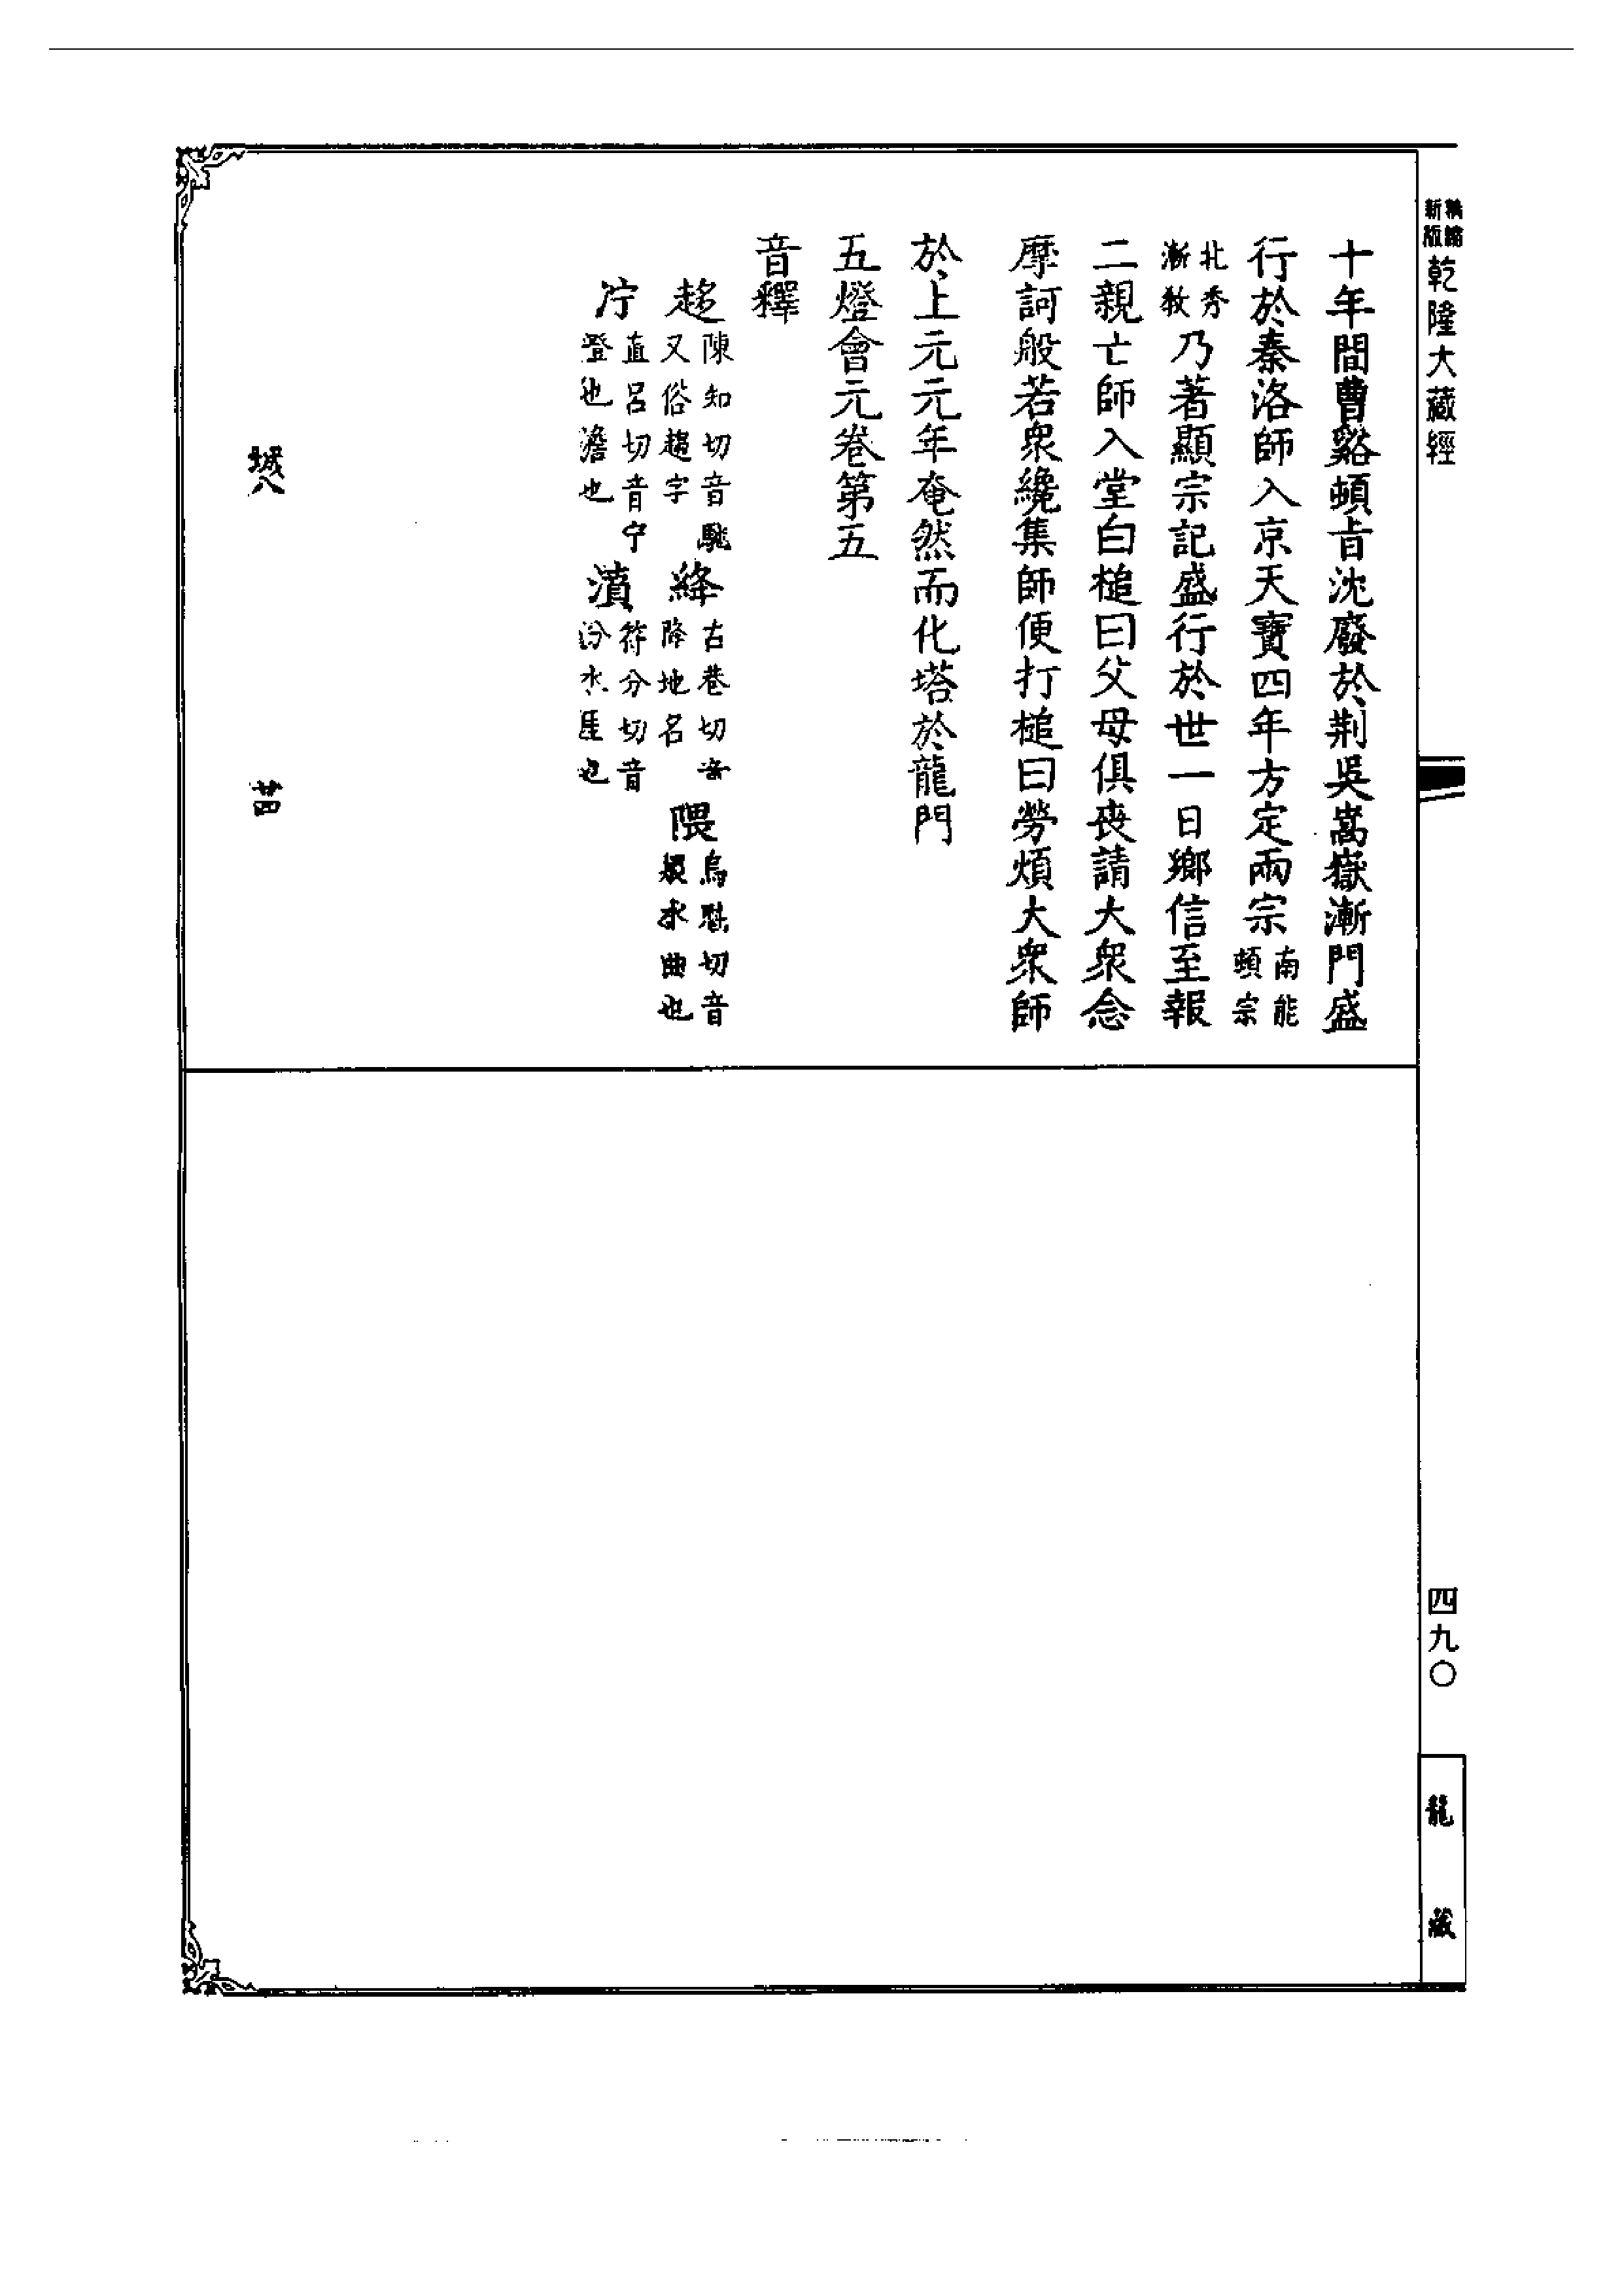 精縮新版
乾隆大藏經
四九〇
龍藏
十年間曹谿頓旨沈廢於荆吳嵩嶽漸門盛
行於秦洛師入京天寶四年方定兩宗南能頓宗
北秀漸教乃著顯宗記盛行於世一日鄉信至報
二親亡師入堂白槌曰父母俱喪請大衆念
摩訶般若衆纔集師便打槌曰勞煩大衆師
於上元元年奄然而化塔於龍門
五燈會元卷第五
音釋
趍陳知切音馳又俗趨字 絳古巷切音降地名 隈烏魁切音煨水曲也
泞直呂切音宁澄也澹也 濆符分切音汾水涯也
城八
廿四